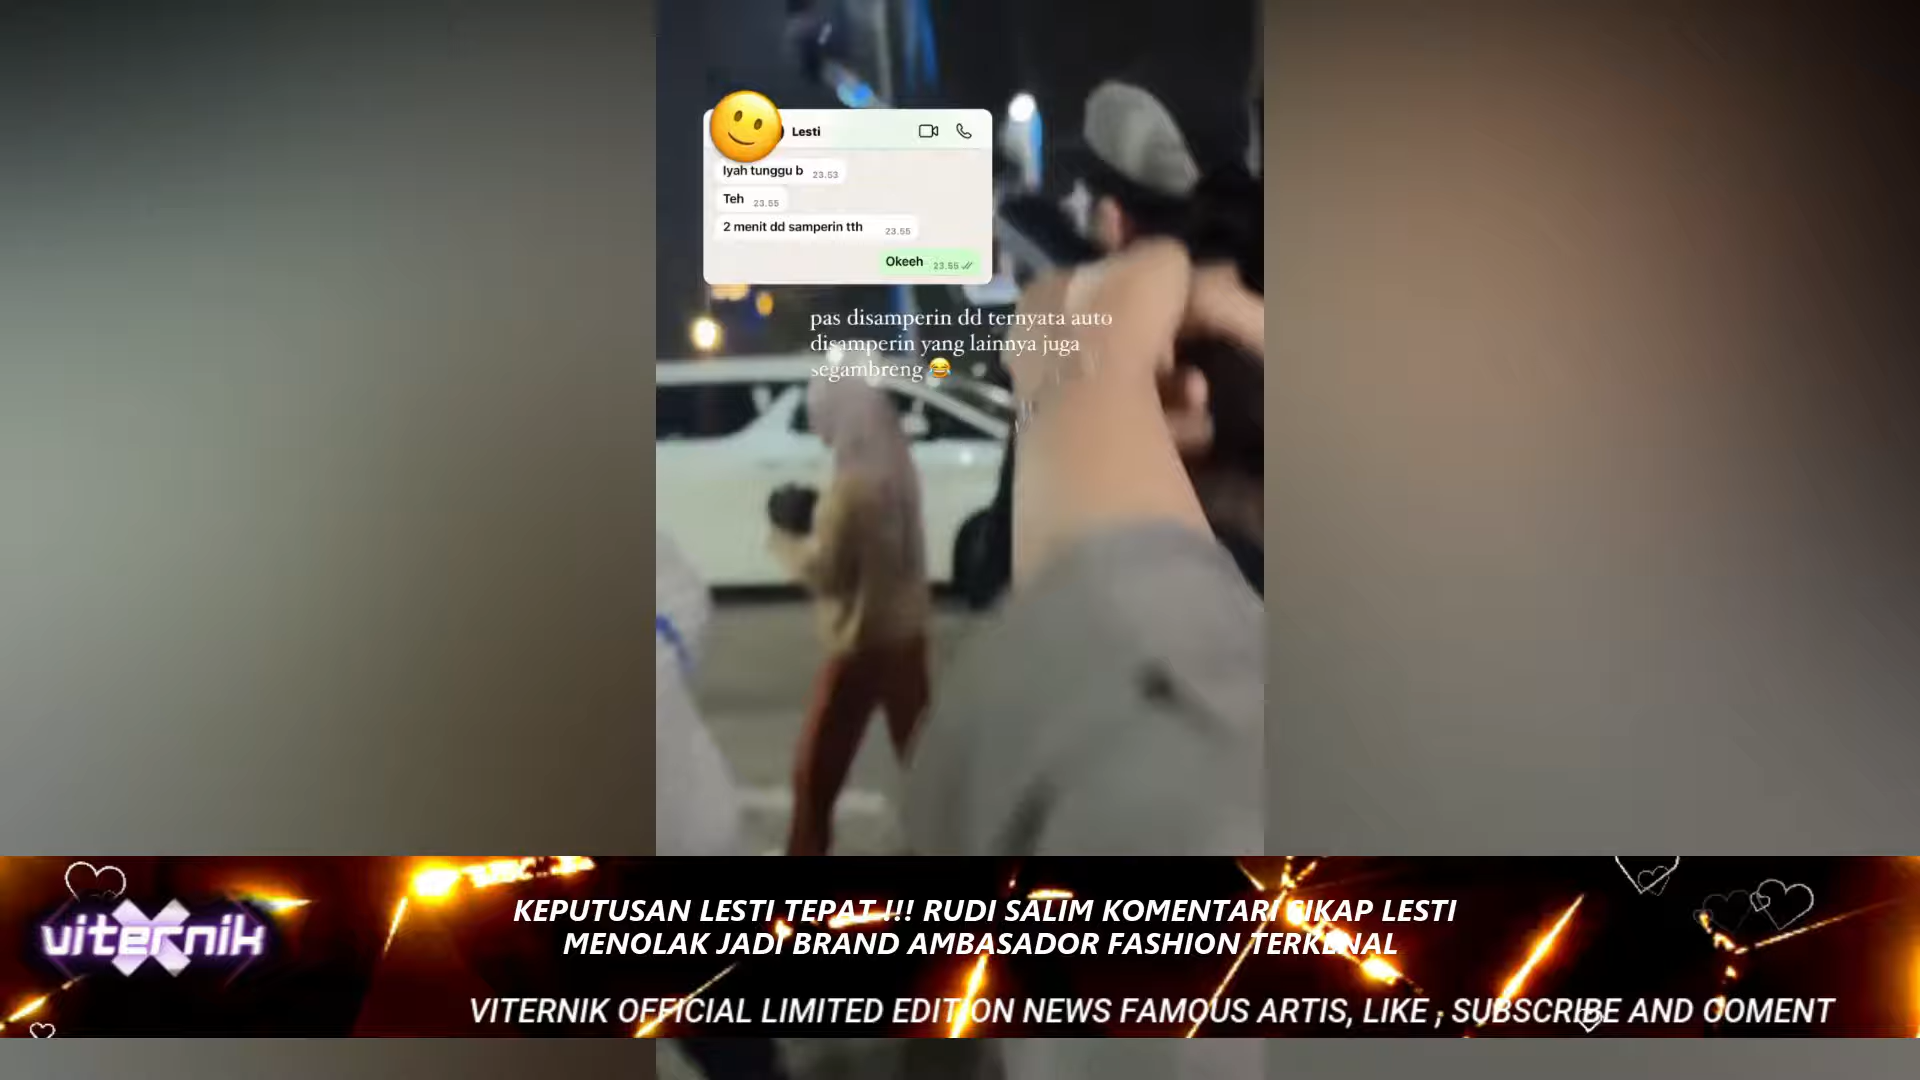 Lesti
Iyah tunggu b 23.53
Teh 23.55
2 menit dd samperin tth 23.55
Okeeh 23.55
pas disamperin dd ternyata auto
disamperin yang lainnya juga
segambreng 😂
viternik
KEPUTUSAN LESTI TEPAT !!! RUDI SALIM KOMENTARI SIKAP LESTI
MENOLAK JADI BRAND AMBASADOR FASHION TERKENAL
VITERNIK OFFICIAL LIMITED EDITION NEWS FAMOUS ARTIS, LIKE , SUBSCRIBE AND COMENT